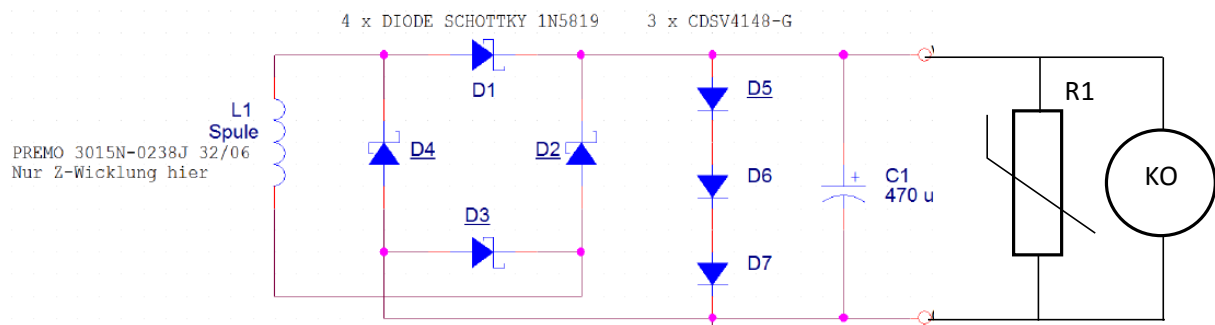 4 x DIODE SCHOTTKY 1N5819
3 x CDSV4148-G
D1
L1
Spule
PREMO 3015N-0238J 32/06
Nur Z-Wicklung hier
D4
D2
D3
D5
D6
D7
+
C1
470 u
R1
KO